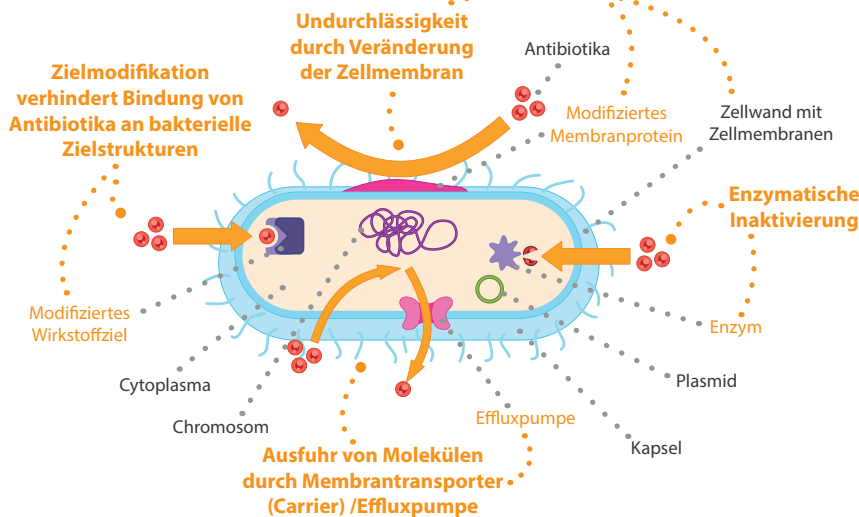 Undurchlässigkeit
durch Veränderung
der Zellmembran
Antibiotika
Zielmodifikation
verhindert Bindung von
Antibiotika an bakterielle
Zielstrukturen
Modifiziertes
Membranprotein
Zellwand mit
Zellmembranen
Enzymatische
Inaktivierung
Modifiziertes
Wirkstoffziel
Enzym
Cytoplasma
Plasmid
Chromosom
Effluxpumpe
Kapsel
Ausfuhr von Molekülen
durch Membrantransporter
(Carrier) /Effluxpumpe